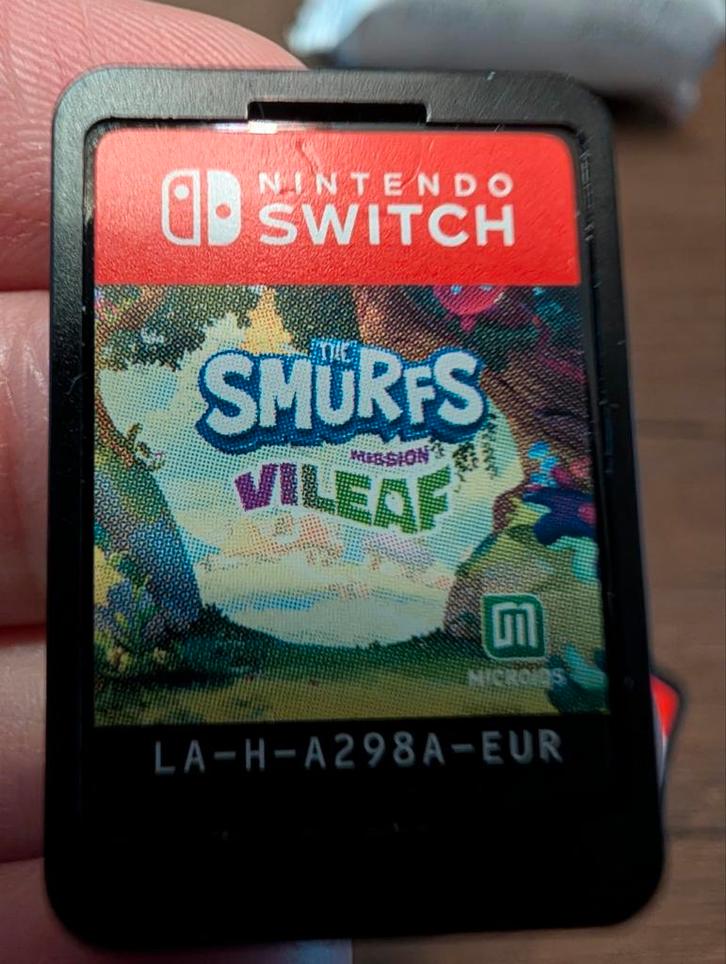 NINTENDO
SWITCH
THE
SMURFS
MISSION
VILEAF
MICROIDS
LA-H-A298A-EUR